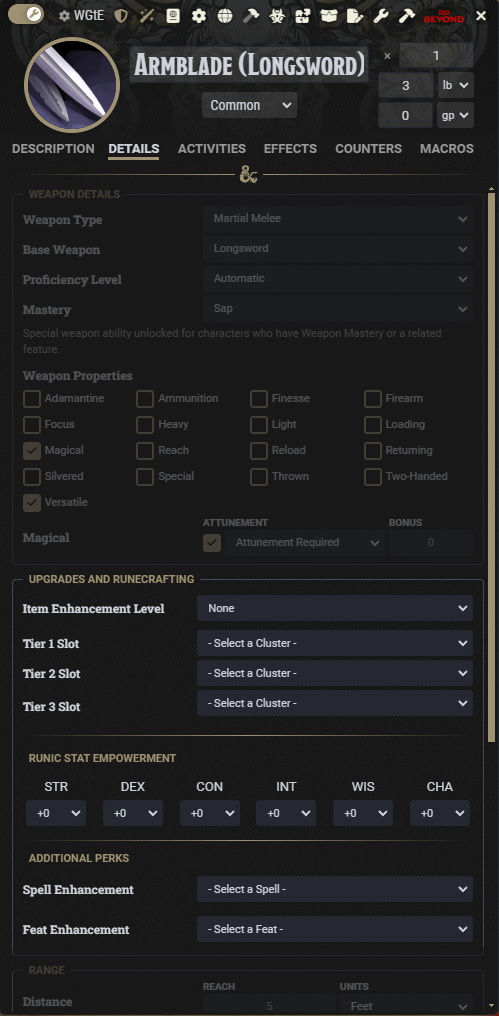 WGtE
DDB
BEYOND
Armblade (Longsword)
× 1
Common
3 lb
0 gp
DESCRIPTION DETAILS ACTIVITIES EFFECTS COUNTERS MACROS
WEAPON DETAILS
Weapon Type Martial Melee
Base Weapon Longsword
Proficiency Level Automatic
Mastery Sap
Special weapon ability unlocked for characters who have Weapon Mastery or a related
feature.
Weapon Properties
Adamantine Ammunition Finesse Firearm
Focus Heavy Light Loading
Magical Reach Reload Returning
Silvered Special Thrown Two-Handed
Versatile
ATTUNEMENT BONUS
Magical Attunement Required 0
UPGRADES AND RUNECRAFTING
Item Enhancement Level None
Tier 1 Slot - Select a Cluster -
Tier 2 Slot - Select a Cluster -
Tier 3 Slot - Select a Cluster -
RUNIC STAT EMPOWERMENT
STR DEX CON INT WIS CHA
+0 +0 +0 +0 +0 +0
ADDITIONAL PERKS
Spell Enhancement - Select a Spell -
Feat Enhancement - Select a Feat -
RANGE
REACH UNITS
Distance 5 Feet